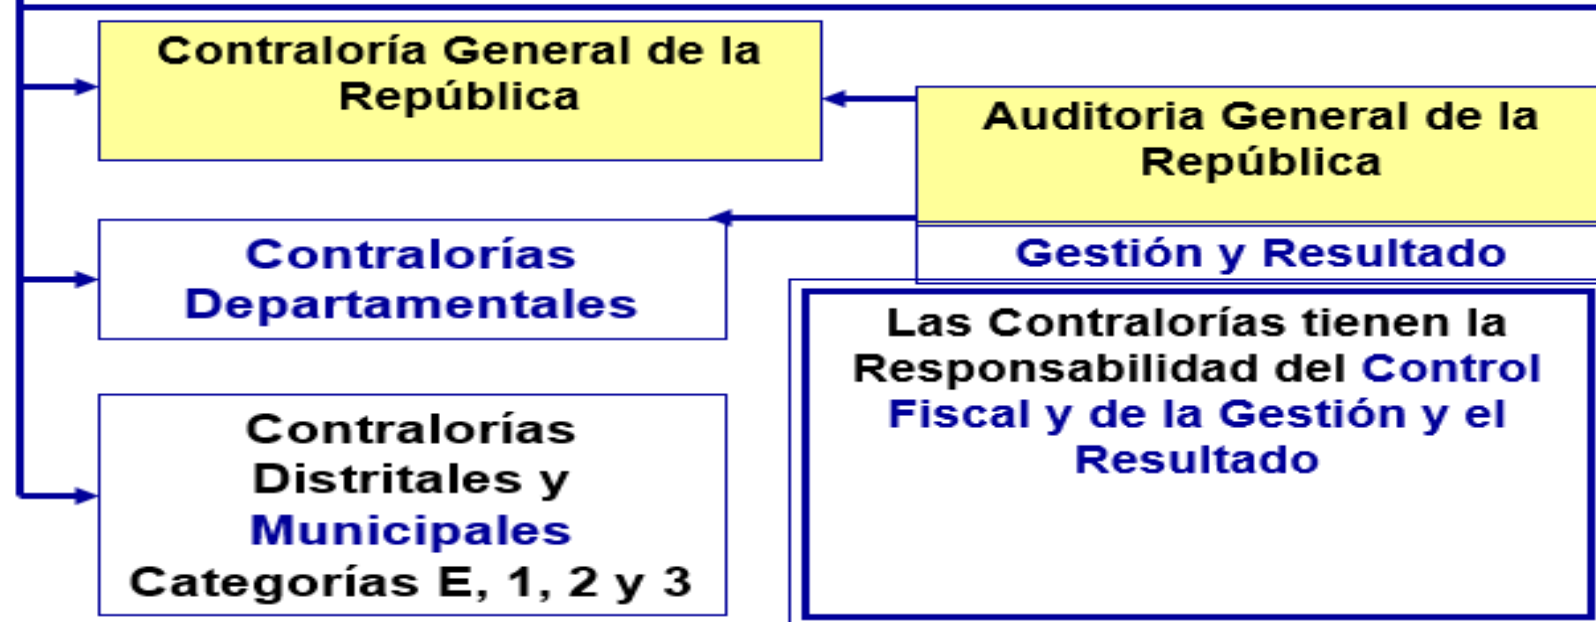 Contraloría General de la
República
Auditoria General de la
República
Gestión y Resultado
Contralorías
Departamentales
Las Contralorías tienen la
Responsabilidad del Control
Fiscal y de la Gestión y el
Resultado
Contralorías
Distritales y
Municipales
Categorías E, 1, 2 y 3